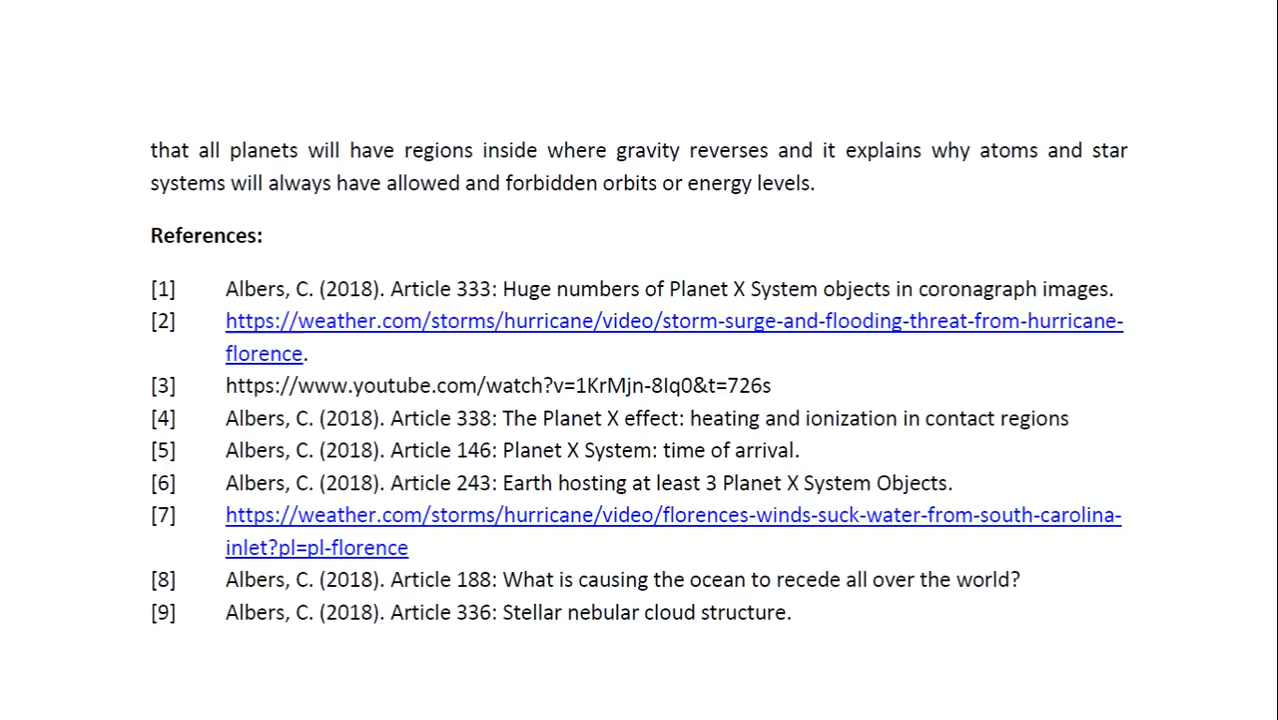 that all planets will have regions inside where gravity reverses and it explains why atoms and star
systems will always have allowed and forbidden orbits or energy levels.
References:
[1] Albers, C. (2018). Article 333: Huge numbers of Planet X System objects in coronagraph images.
[2] https://weather.com/storms/hurricane/video/storm-surge-and-flooding-threat-from-hurricane-
florence.
[3] https://www.youtube.com/watch?v=1KrMjn-8Iq0&t=726s
[4] Albers, C. (2018). Article 338: The Planet X effect: heating and ionization in contact regions
[5] Albers, C. (2018). Article 146: Planet X System: time of arrival.
[6] Albers, C. (2018). Article 243: Earth hosting at least 3 Planet X System Objects.
[7] https://weather.com/storms/hurricane/video/florences-winds-suck-water-from-south-carolina-
inlet?pl=pl-florence
[8] Albers, C. (2018). Article 188: What is causing the ocean to recede all over the world?
[9] Albers, C. (2018). Article 336: Stellar nebular cloud structure.